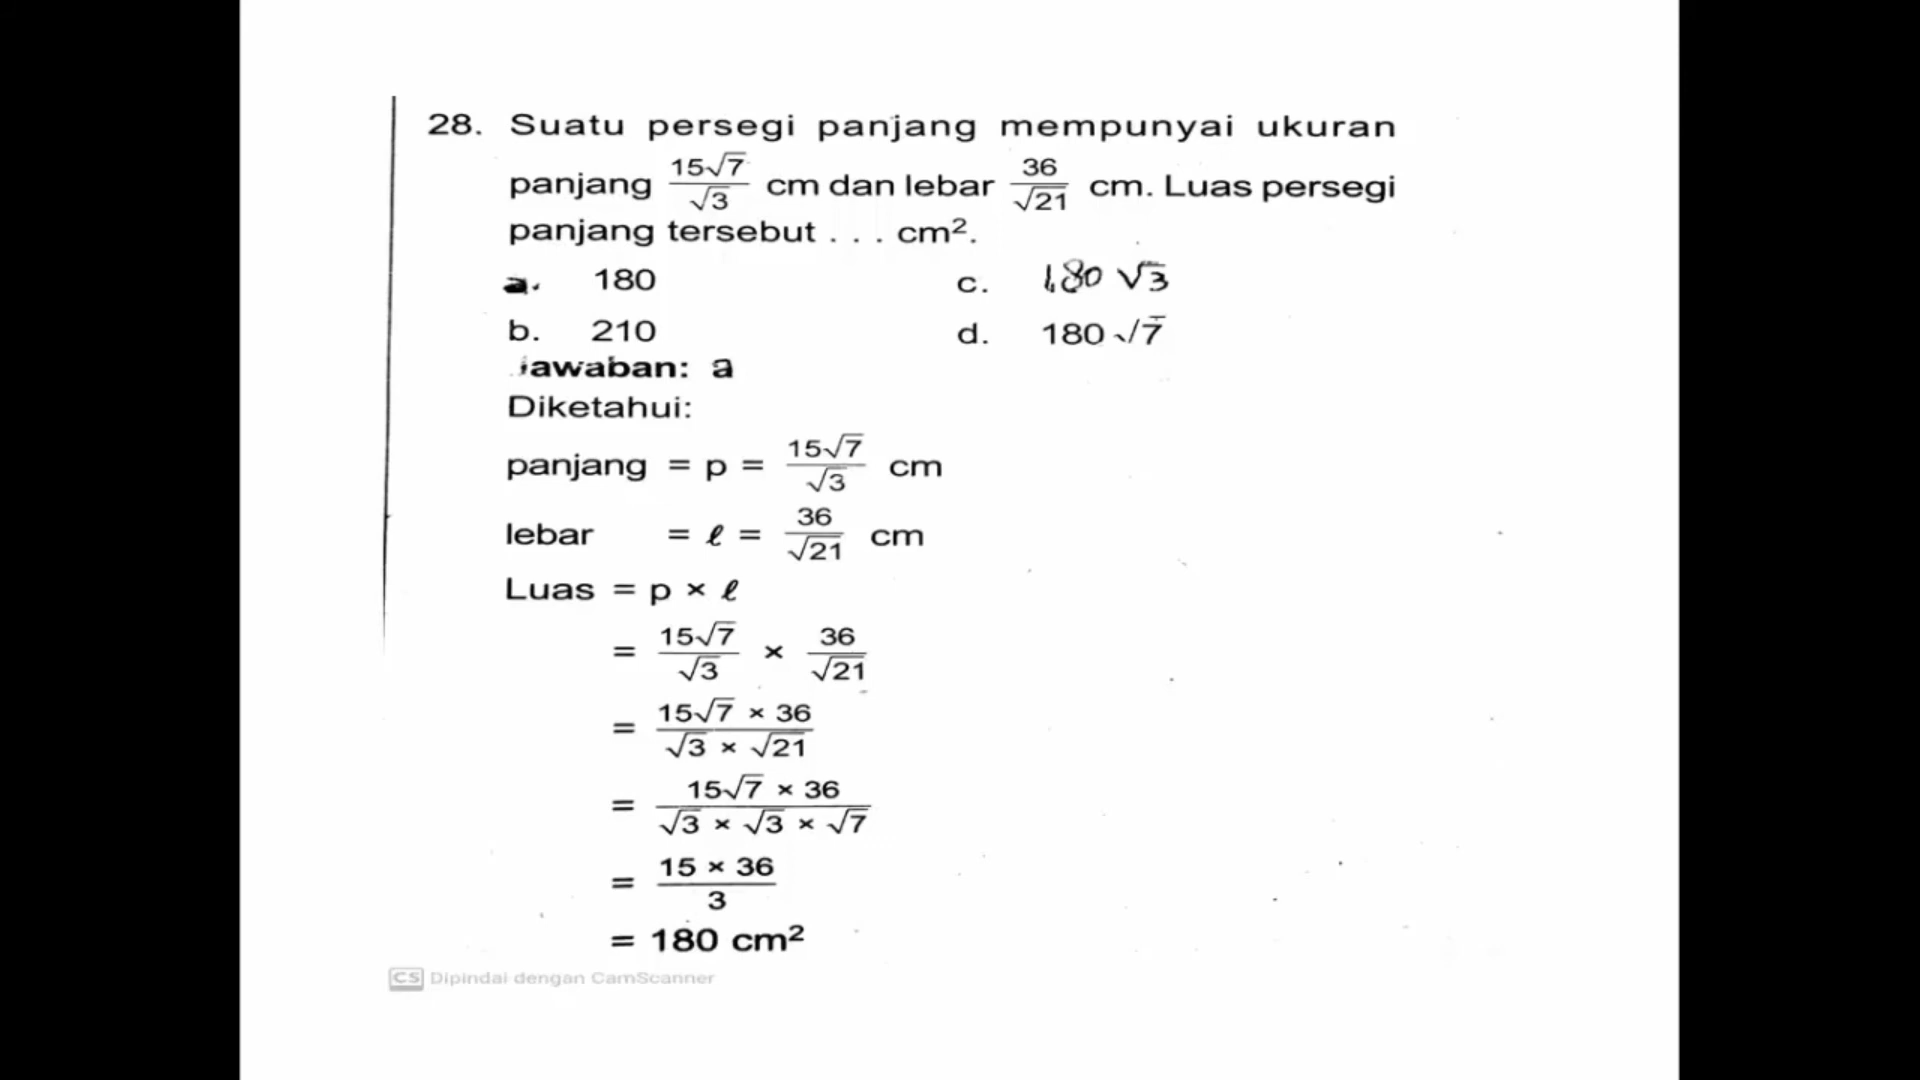 28. Suatu persegi panjang mempunyai ukuran
panjang 15√7/√3 cm dan lebar 36/√21 cm. Luas persegi
panjang tersebut . . . cm².
a. 180 c. 180 √3
b. 210 d. 180 √7
Jawaban: a
Diketahui:
panjang = p = 15√7/√3 cm
lebar = ℓ = 36/√21 cm
Luas = p × ℓ
= 15√7/√3 × 36/√21
= 15√7 × 36/√3 × √21
= 15√7 × 36/√3 × √3 × √7
= 15 × 36/3
= 180 cm²
CS Dipindai dengan CamScanner